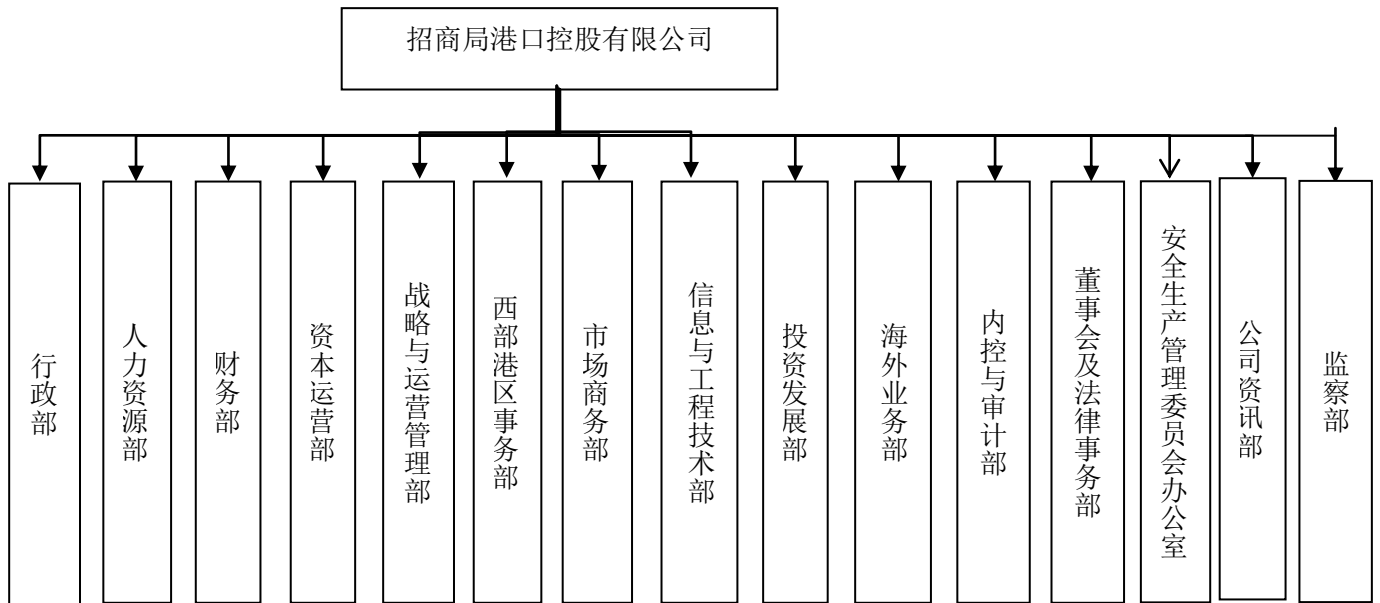 招商局港口控股有限公司
行政部
人力资源部
财务部
资本运营部
战略与运营管理部
西部港区事务部
市场商务部
信息与工程技术部
投资发展部
海外业务部
内控与审计部
董事会及法律事务部
安全生产管理委员会办公室
公司资讯部
监察部